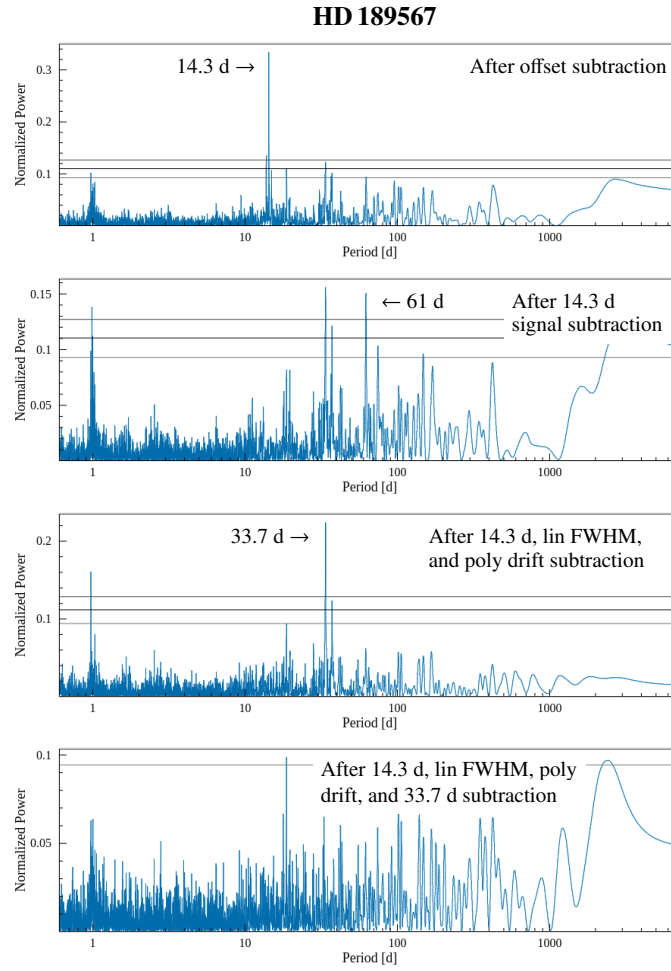 HD 189567
14.3 d →
After offset subtraction
Normalized Power
0.3
0.2
0.1
1
10
100
1000
Period [d]
← 61 d
After 14.3 d
signal subtraction
Normalized Power
0.15
0.1
0.05
1
10
100
1000
Period [d]
33.7 d →
After 14.3 d, lin FWHM,
and poly drift subtraction
Normalized Power
0.2
0.1
1
10
100
1000
Period [d]
After 14.3 d, lin FWHM, poly
drift, and 33.7 d subtraction
Normalized Power
0.1
0.05
1
10
100
1000
Period [d]